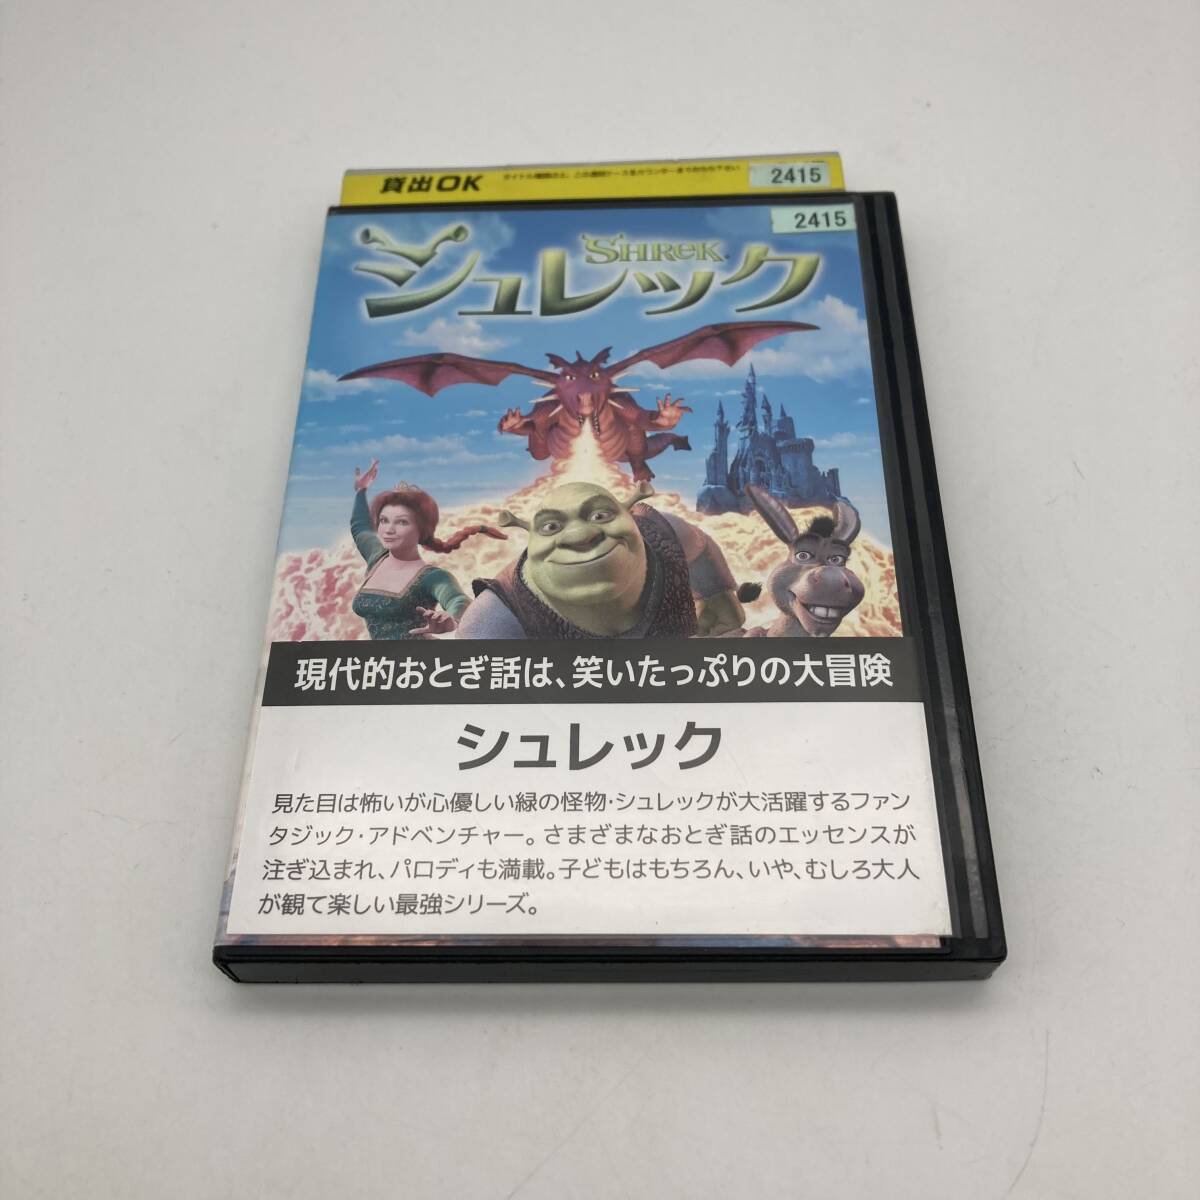 貸出OK
2415
2415
SHREK
シュレック
現代的おとぎ話は、笑いたっぷりの大冒険
シュレック
見た目は怖いが心優しい緑の怪物・シュレックが大活躍するファン
タジック・アドベンチャー。さまざまなおとぎ話のエッセンスが
注ぎ込まれ、パロディも満載。子どもはもちろん、いや、むしろ大人
が観て楽しい最強シリーズ。